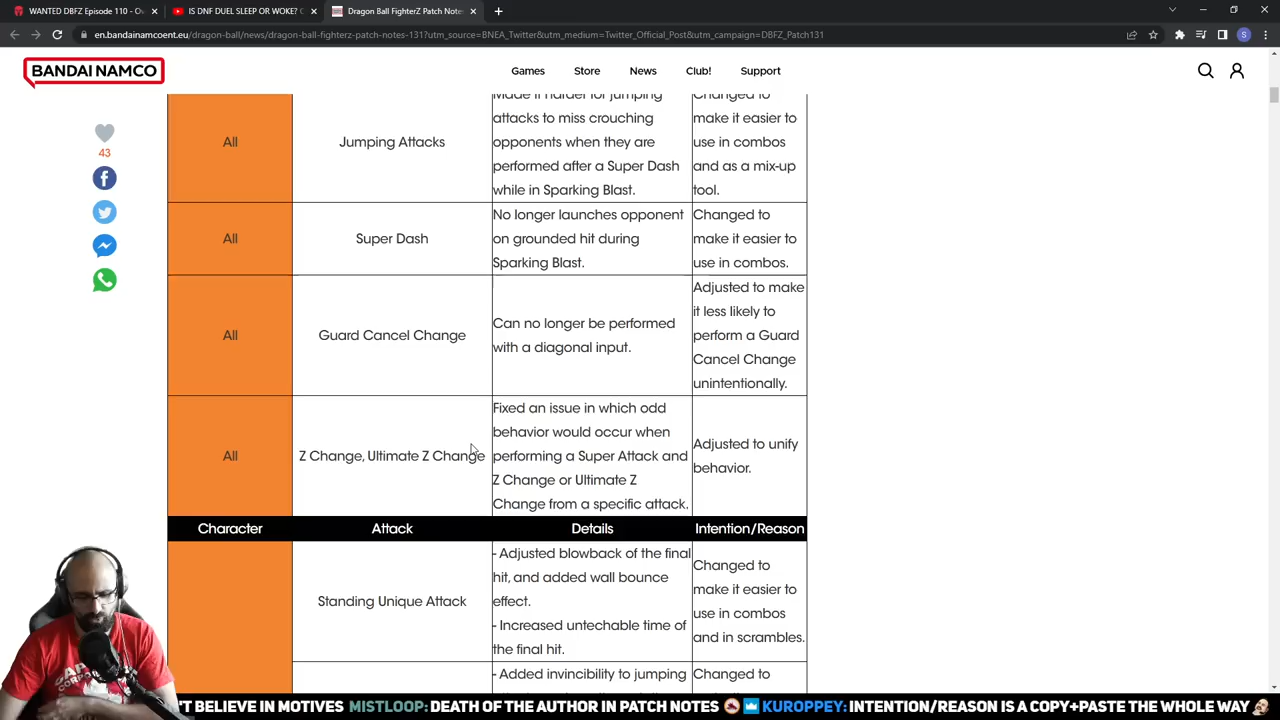 WANTED DBFZ Episode 110 - O
IS DNF DUEL SLEEP OR WOKE? C
Dragon Ball FighterZ Patch Note
en.bandainamcoent.eu/dragon-ball/news/dragon-ball-fighterz-patch-notes-131?utm_source=BNEA_Twitter&utm_medium=Twitter_Official_Post&utm_campaign=DBFZ_Patch131
S
BANDAI NAMCO
Games
Store
News
Club!
Support
43
All
Jumping Attacks
Made it harder for jumping
attacks to miss crouching
opponents when they are
performed after a Super Dash
while in Sparking Blast.
Changed to
make it easier to
use in combos
and as a mix-up
tool.
All
Super Dash
No longer launches opponent
on grounded hit during
Sparking Blast.
Changed to
make it easier to
use in combos.
All
Guard Cancel Change
Can no longer be performed
with a diagonal input.
Adjusted to make
it less likely to
perform a Guard
Cancel Change
unintentionally.
All
Z Change, Ultimate Z Change
Fixed an issue in which odd
behavior would occur when
performing a Super Attack and
Z Change or Ultimate Z
Change from a specific attack.
Adjusted to unify
behavior.
Character
Attack
Details
Intention/Reason
Standing Unique Attack
- Adjusted blowback of the final
hit, and added wall bounce
effect.
- Increased untechable time of
the final hit.
Changed to
make it easier to
use in combos
and in scrambles.
- Added invincibility to jumping
Changed to
'T BELIEVE IN MOTIVES MISTLOOP: DEATH OF THE AUTHOR IN PATCH NOTES KUROPPEY: INTENTION/REASON IS A COPY+PASTE THE WHOLE WAY